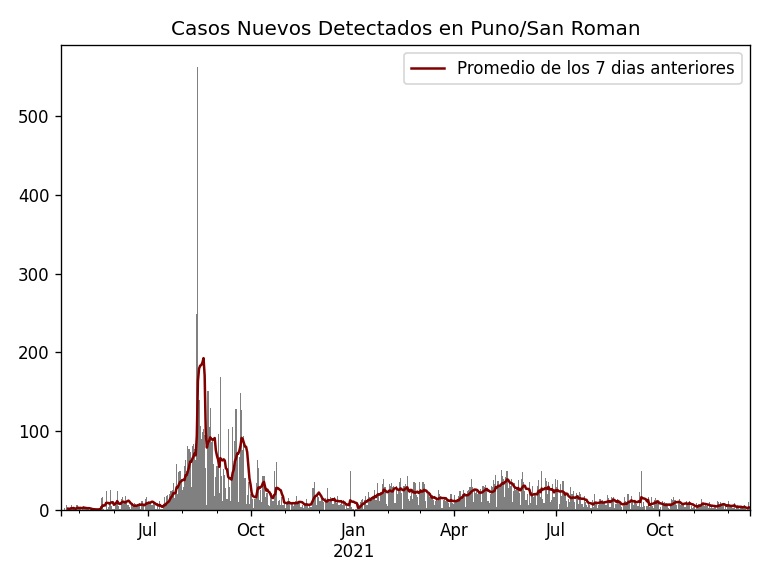 Casos Nuevos Detectados en Puno/San Roman
Promedio de los 7 dias anteriores
500
400
300
200
100
0
Jul
Oct
Jan
2021
Apr
Jul
Oct